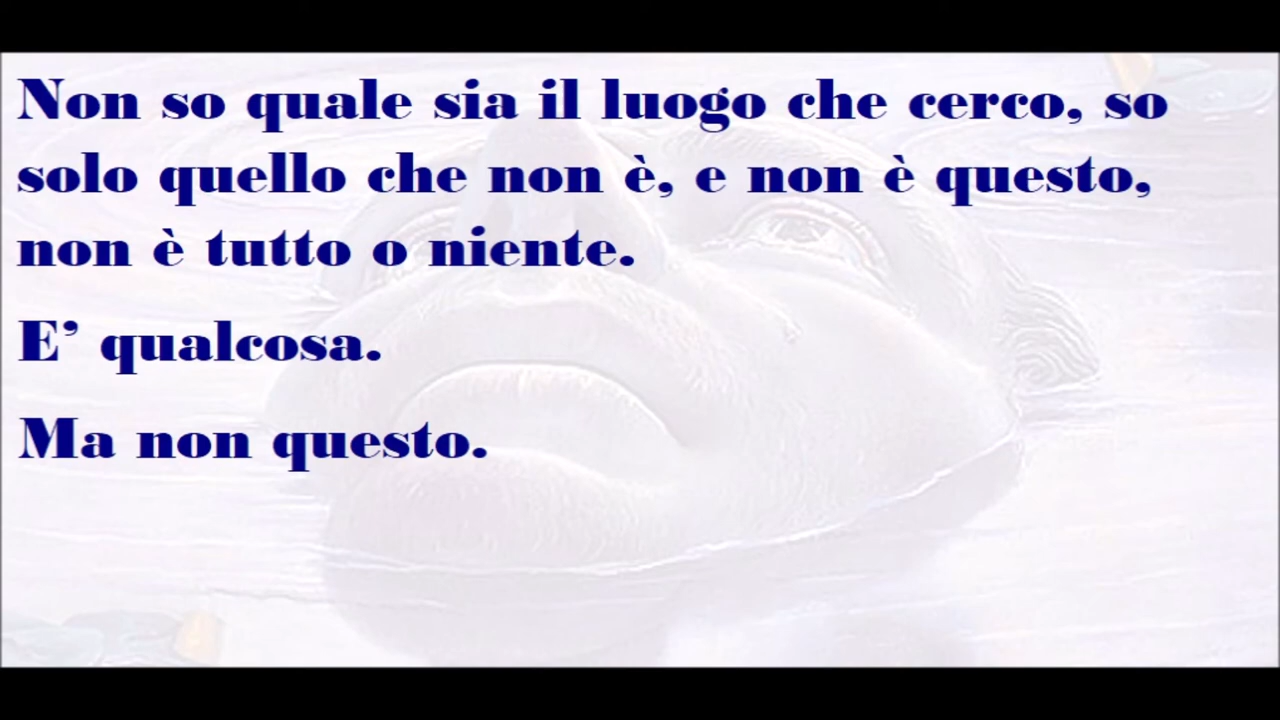 Non so quale sia il luogo che cerco, so
solo quello che non è, e non è questo,
non è tutto o niente.
E’ qualcosa.
Ma non questo.